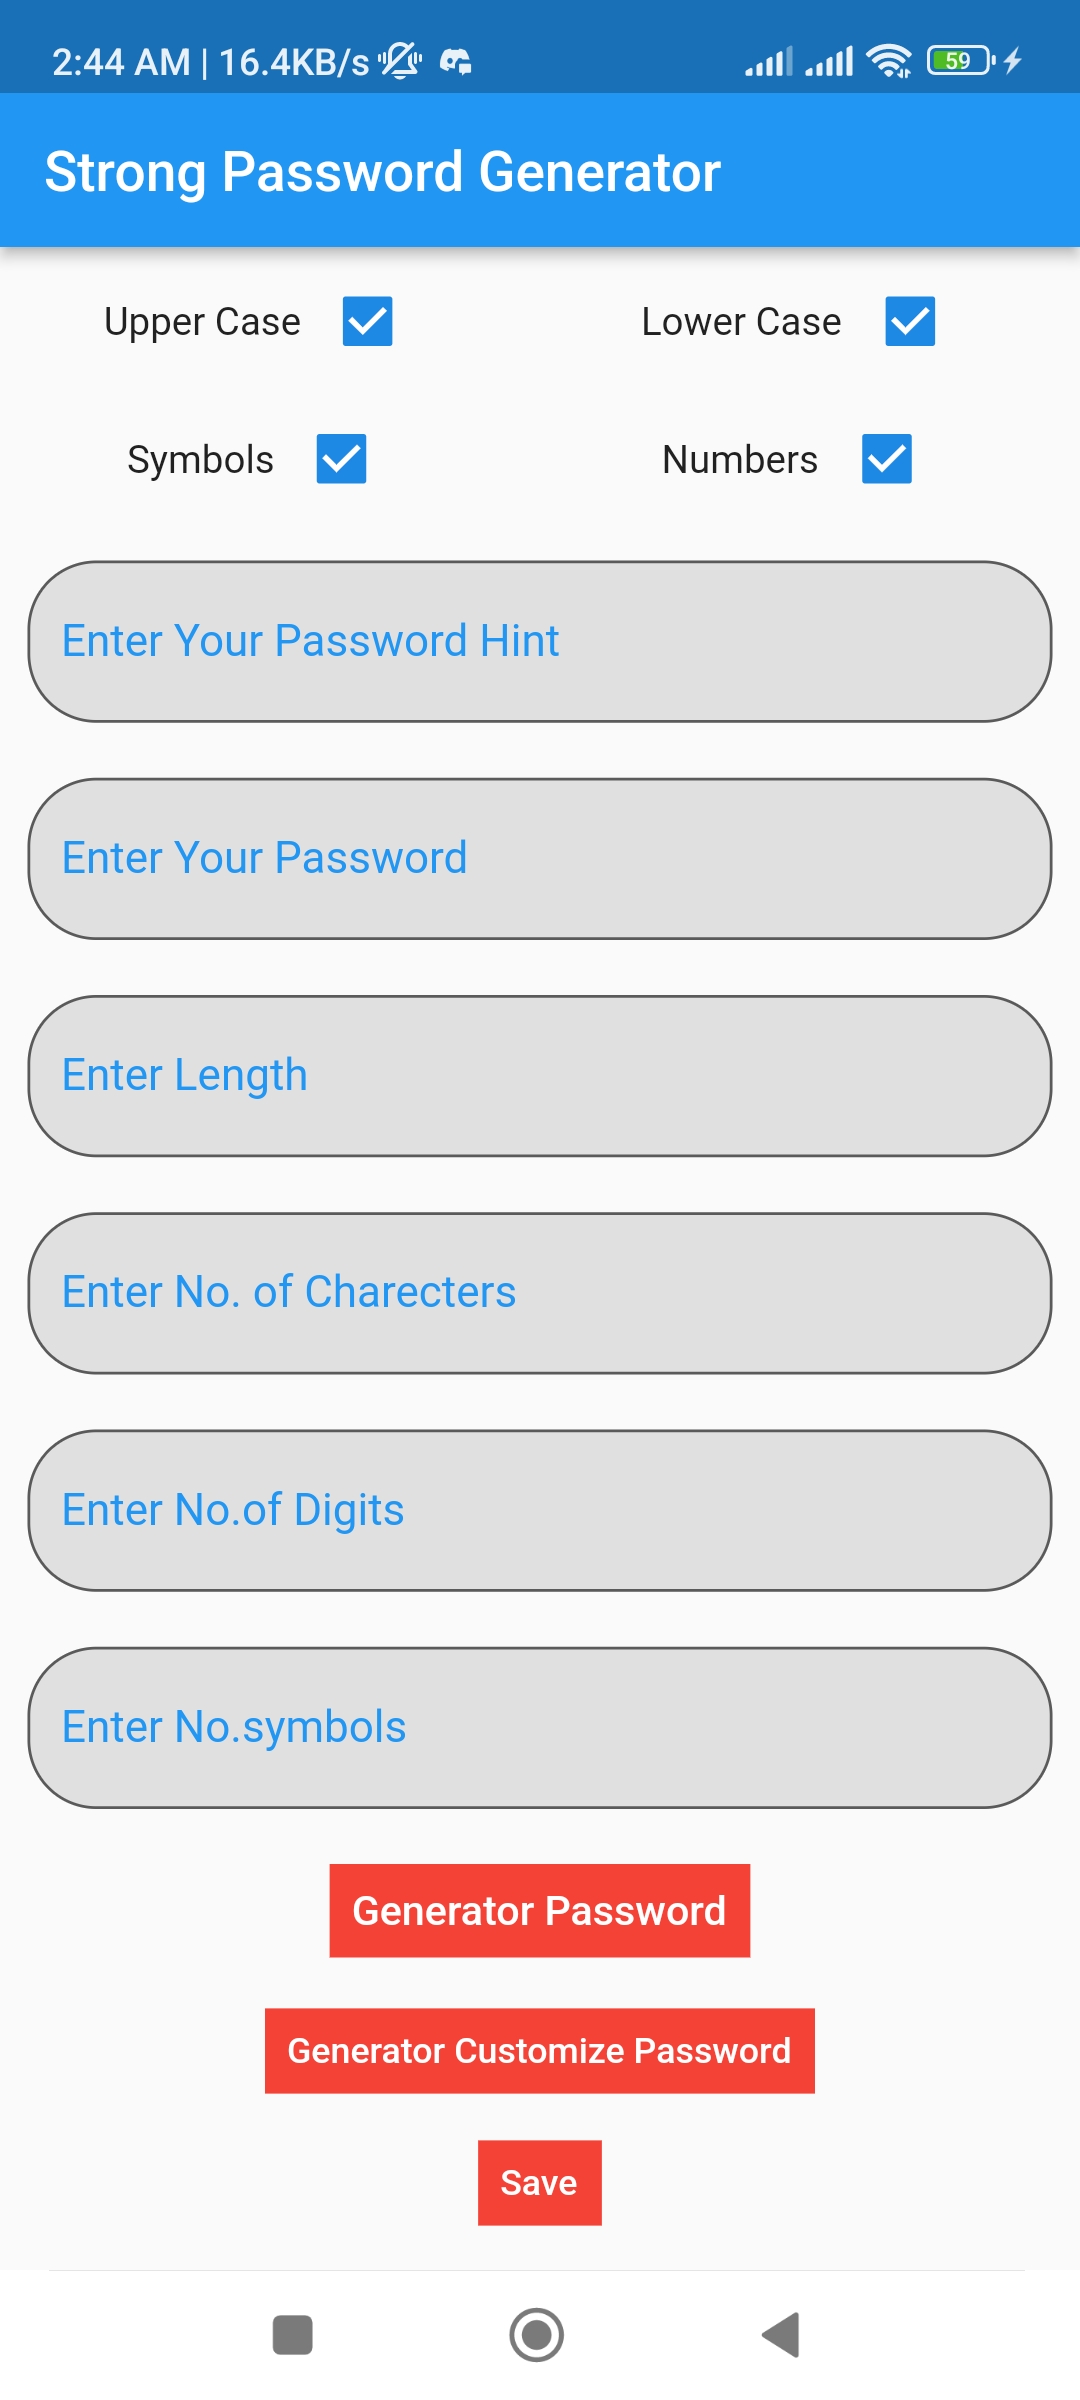 2:44 AM | 16.4KB/s 59
Strong Password Generator
Upper Case Lower Case
Symbols Numbers
Enter Your Password Hint
Enter Your Password
Enter Length
Enter No. of Charecters
Enter No.of Digits
Enter No.symbols
Generator Password
Generator Customize Password
Save